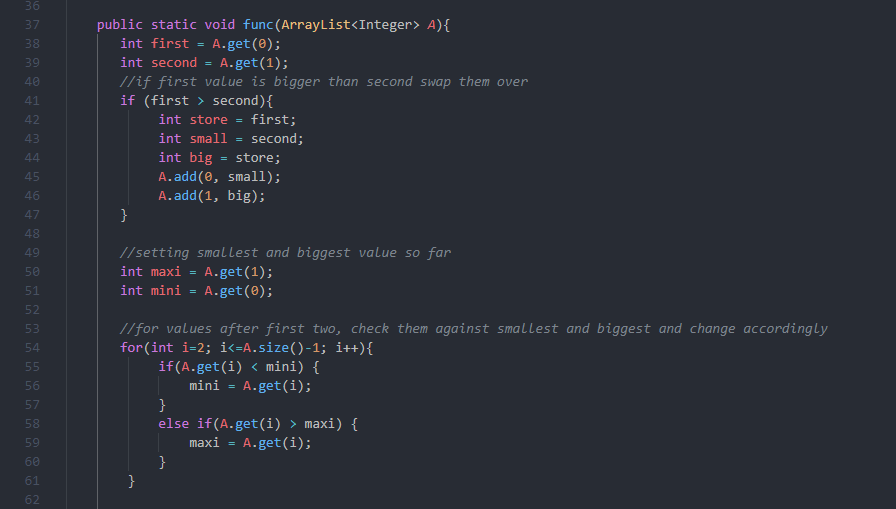 36
37 public static void func(ArrayList<Integer> A){
38 int first = A.get(0);
39 int second = A.get(1);
40 //if first value is bigger than second swap them over
41 if (first > second){
42 int store = first;
43 int small = second;
44 int big = store;
45 A.add(0, small);
46 A.add(1, big);
47 }
48
49 //setting smallest and biggest value so far
50 int maxi = A.get(1);
51 int mini = A.get(0);
52
53 //for values after first two, check them against smallest and biggest and change accordingly
54 for(int i=2; i<=A.size()-1; i++){
55 if(A.get(i) < mini) {
56 mini = A.get(i);
57 }
58 else if(A.get(i) > maxi) {
59 maxi = A.get(i);
60 }
61 }
62